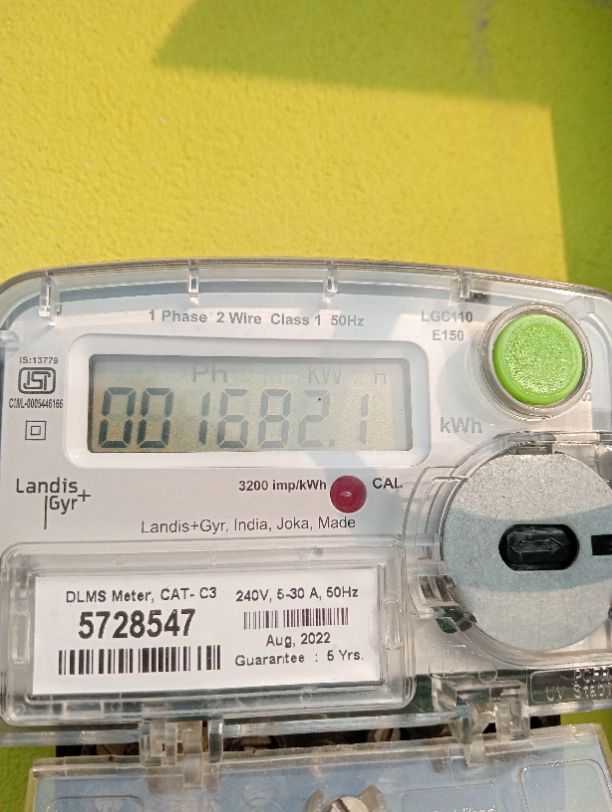 1 Phase 2 Wire Class 1 50Hz
LGC110
E150
IS:13779
ISI
CM/L-0005446166
Ph KW H
001682.1
kWh
Landis
Gyr+
3200 imp/kWh
CAL
Landis+Gyr, India, Joka, Made
DLMS Meter, CAT- C3
5728547
240V, 5-30 A, 50Hz
Aug, 2022
Guarantee : 5 Yrs.